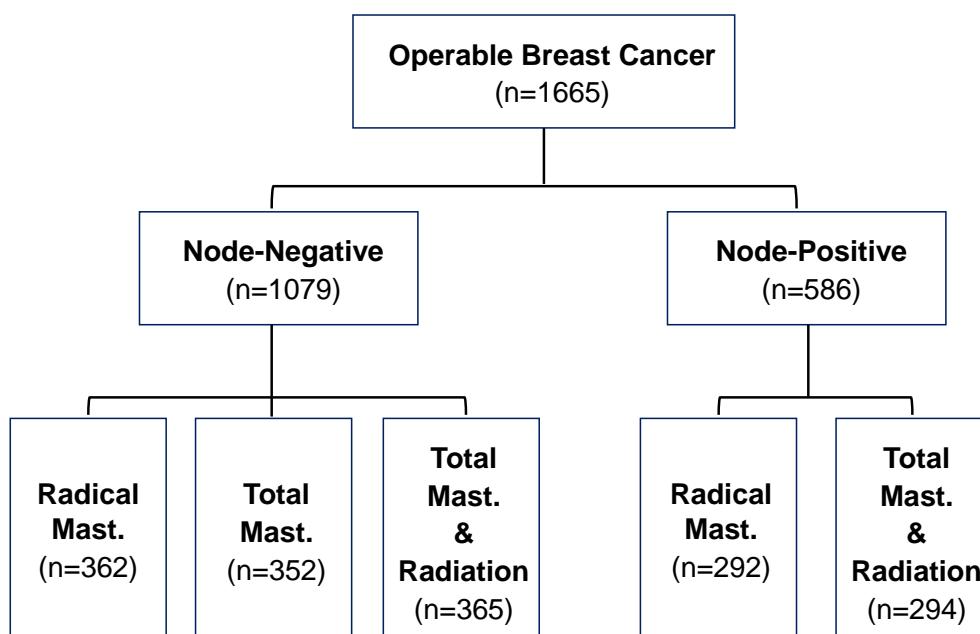 Operable Breast Cancer
(n=1665)
Node-Negative
(n=1079)
Node-Positive
(n=586)
Radical
Mast.
(n=362)
Total
Mast.
(n=352)
Total
Mast.
&
Radiation
(n=365)
Radical
Mast.
(n=292)
Total
Mast.
&
Radiation
(n=294)